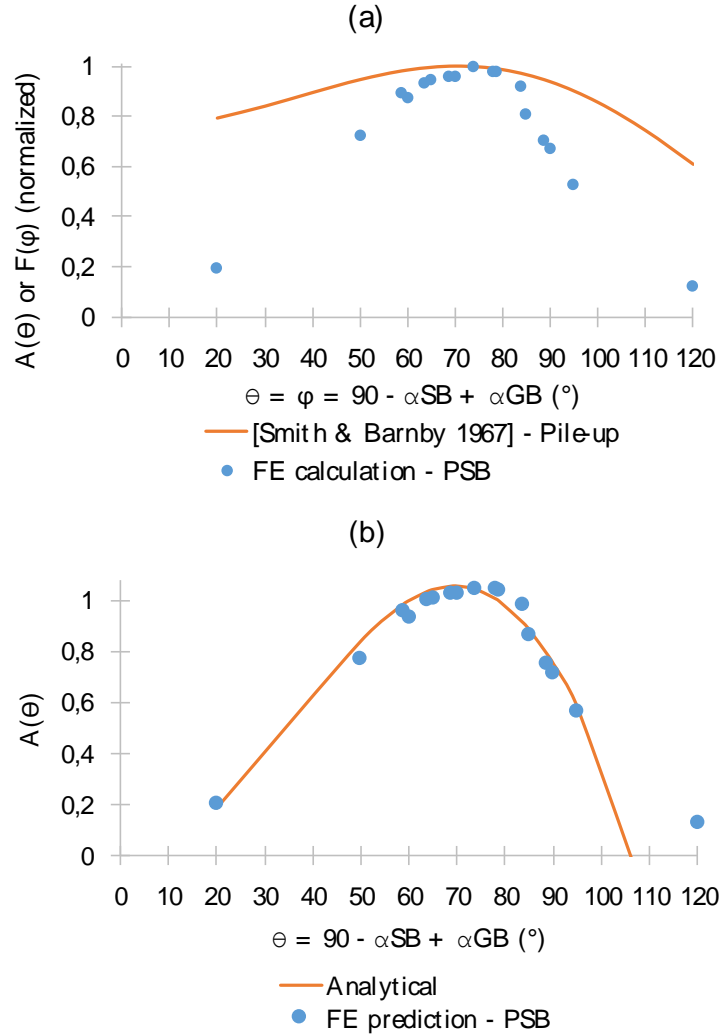 (a)
A(Θ) or F(φ) (normalized)
1
0,8
0,6
0,4
0,2
0
0 10 20 30 40 50 60 70 80 90 100 110 120
Θ = φ = 90 - αSB + αGB (°)
[Smith & Barnby 1967] - Pile-up
FE calculation - PSB
(b)
A(Θ)
1
0,8
0,6
0,4
0,2
0
0 10 20 30 40 50 60 70 80 90 100 110 120
Θ = 90 - αSB + αGB (°)
Analytical
FE prediction - PSB